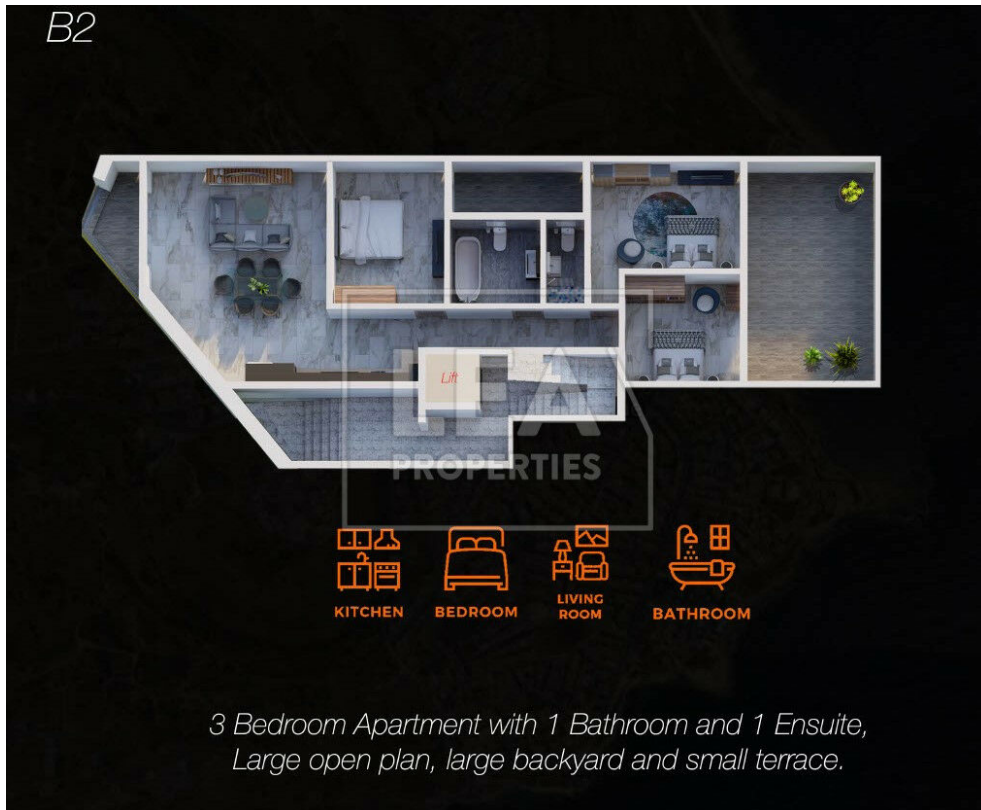 B2
Lift
LEA
PROPERTIES
KITCHEN
BEDROOM
LIVING
ROOM
BATHROOM
3 Bedroom Apartment with 1 Bathroom and 1 Ensuite,
Large open plan, large backyard and small terrace.